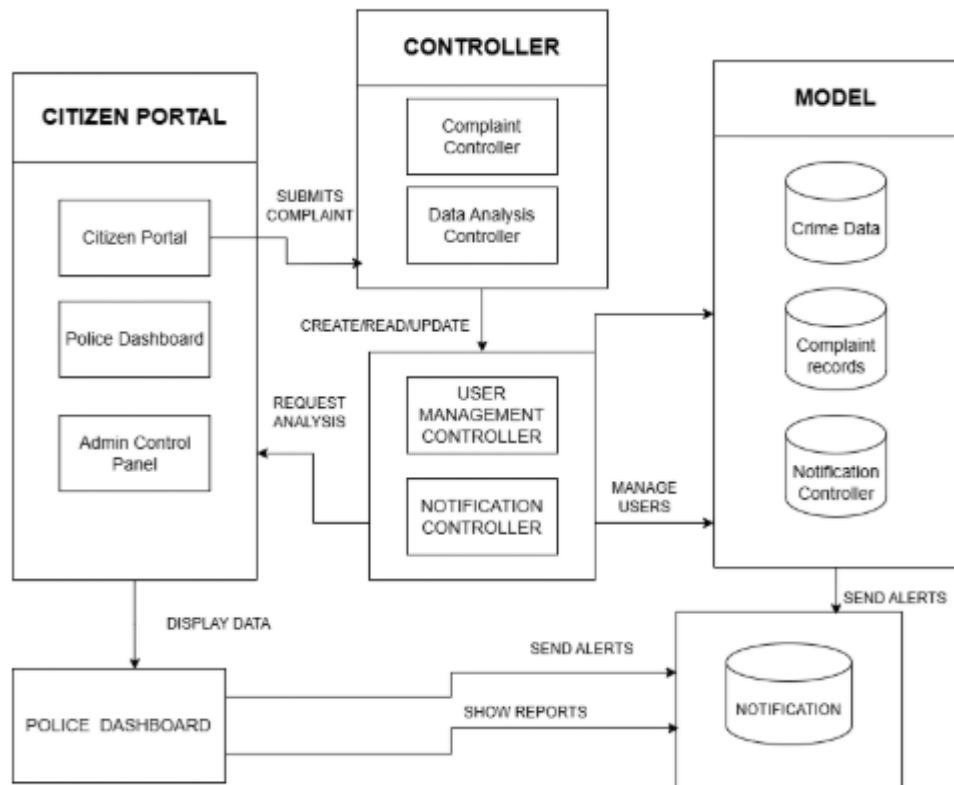 CONTROLLER
CITIZEN PORTAL
MODEL
Complaint
Controller
Data Analysis
Controller
SUBMITS
COMPLAINT
Citizen Portal
Police Dashboard
Admin Control
Panel
Crime Data
Complaint
records
Notification
Controller
CREATE/READ/UPDATE
USER
MANAGEMENT
CONTROLLER
NOTIFICATION
CONTROLLER
REQUEST
ANALYSIS
MANAGE
USERS
DISPLAY DATA
SEND ALERTS
SEND ALERTS
SHOW REPORTS
POLICE DASHBOARD
NOTIFICATION